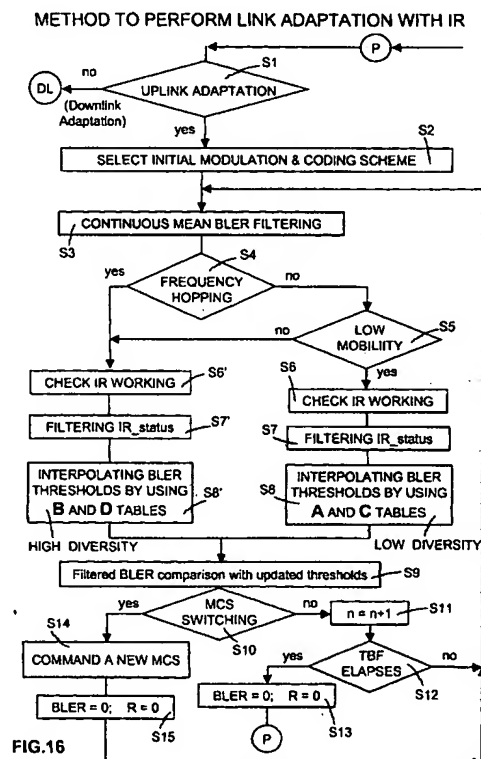 METHOD TO PERFORM LINK ADAPTATION WITH IR
P
S1
no
DL
UPLINK ADAPTATION
(Downlink
Adaptation)
yes
S2
SELECT INITIAL MODULATION & CODING SCHEME
CONTINUOUS MEAN BLER FILTERING
S3
S4
yes
no
FREQUENCY
HOPPING
S5
no
LOW
MOBILIITY
yes
S6'
S6
CHECK IR WORKING
CHECK IR WORKING
S7'
S7
FILTERING IR_status
FILTERING IR_status
INTERPOLATING BLER
THRESHOLDS BY USING
B AND D TABLES
S8'
INTERPOLATING BLER
THRESHOLDS BY USING
S8
A AND C TABLES
HIGH DIVERSITY
LOW DIVERSITY
Filtered BLER comparison with updated thresholds
S9
yes
MCS
SWITCHING
no
n = n+1
S11
S14
S10
COMMAND A NEW MCS
yes
TBF
ELAPSES
no
S12
BLER = 0; R = 0
BLER = 0; R = 0
S13
S15
P
FIG.16